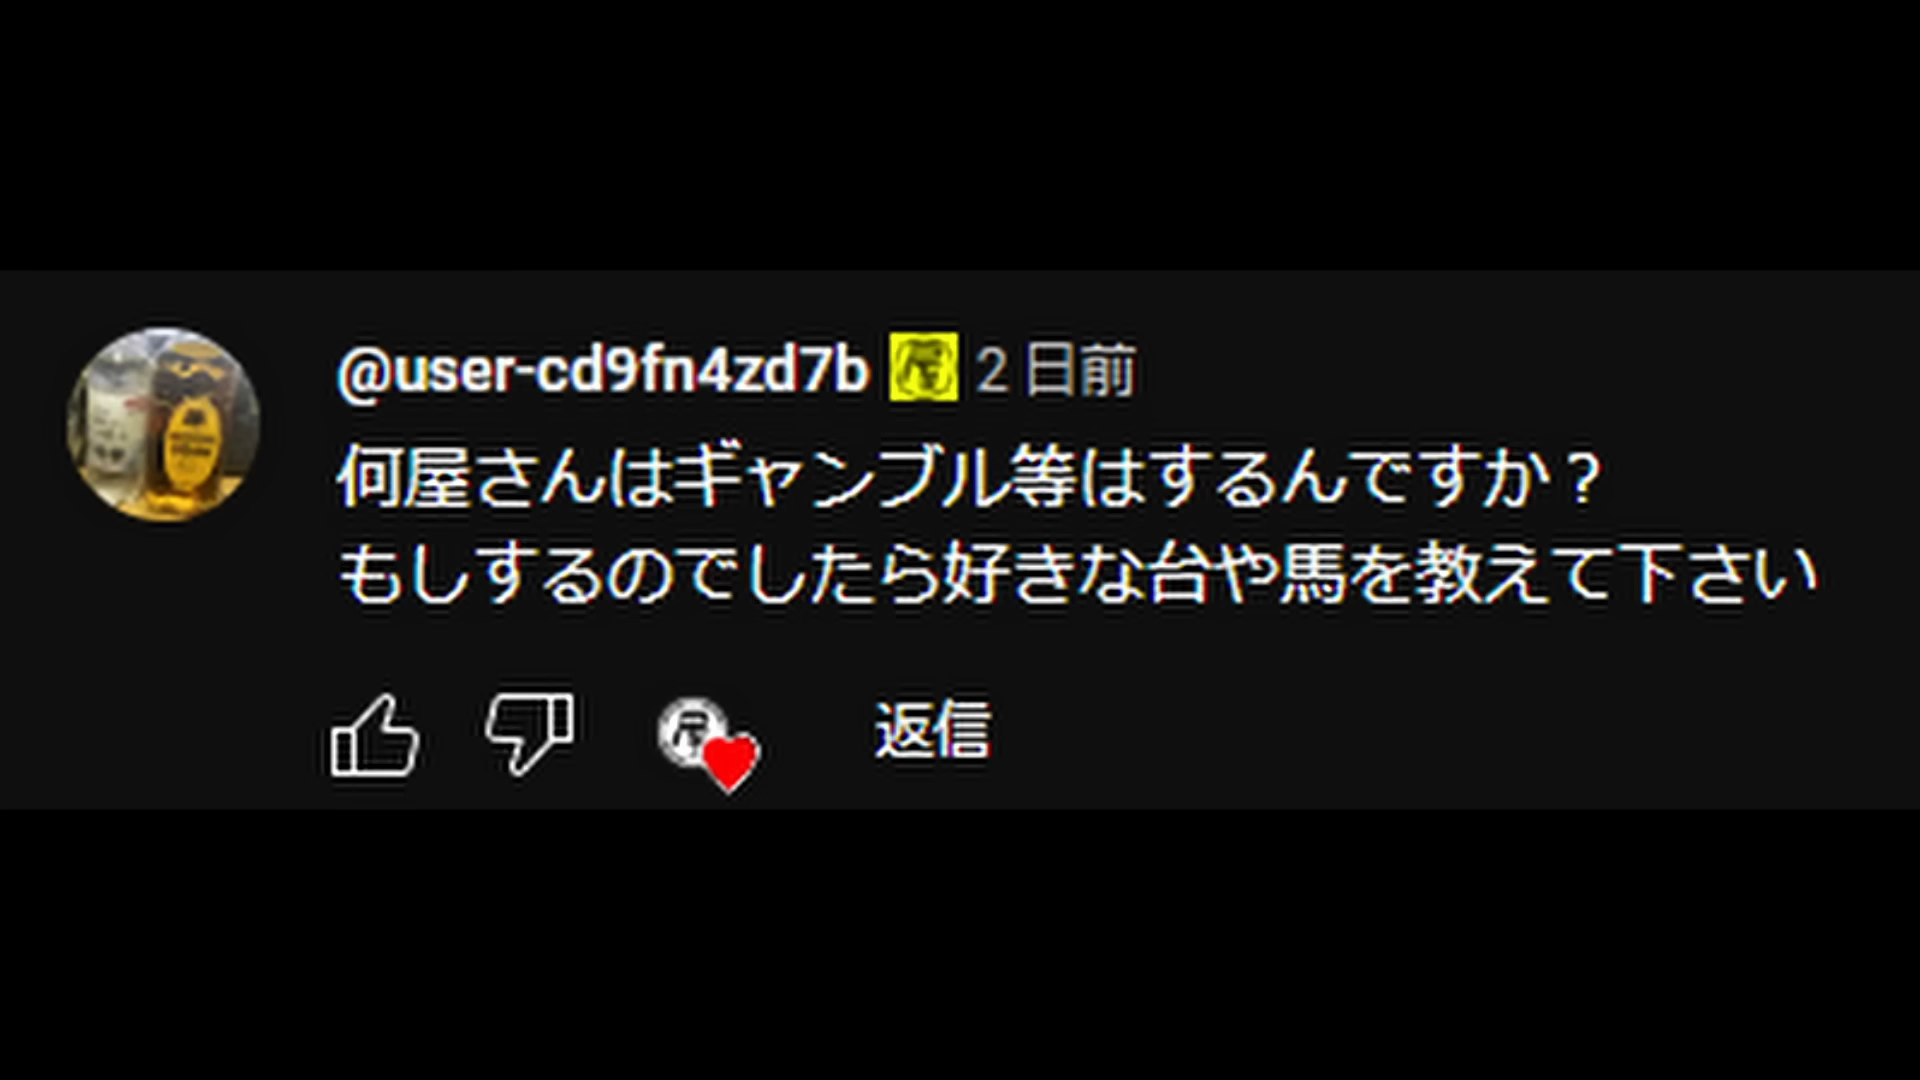 @user-cd9fn4zd7b 2 日前
何屋さんはギャンブル等はするんですか？
もしするのでしたら好きな台や馬を教えて下さい
返信